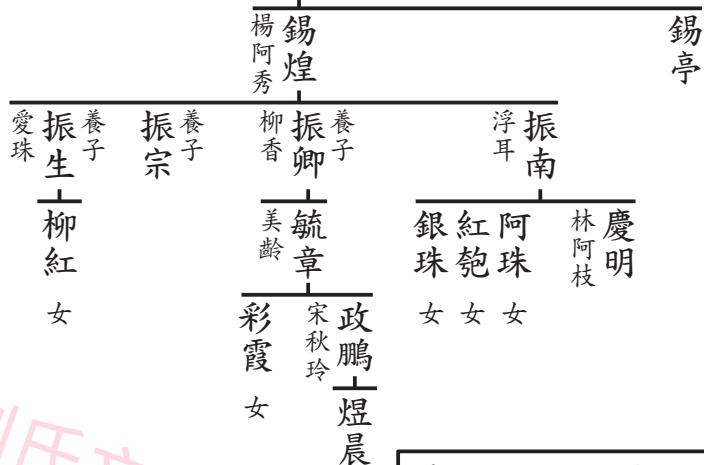 錫亭
錫煌
楊阿秀
振南
浮耳
養子
振卿
柳香
養子
振宗
養子
振生
愛珠
慶明
林阿枝
阿珠
女
紅匏
女
銀珠
女
毓章
美齡
柳紅
女
政鵬
宋秋玲
彩霞
女
煜晨